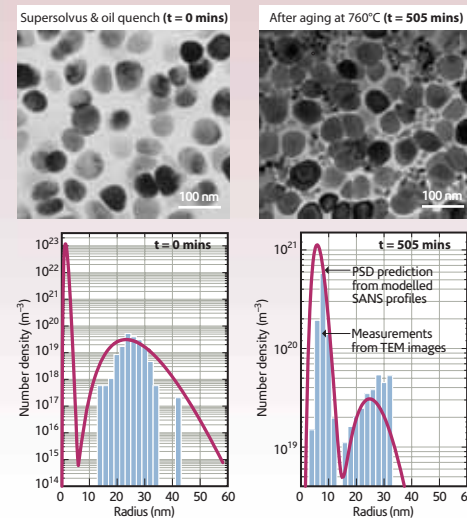 Supersolvus & oil quench (t = 0 mins)
After aging at 760°C (t = 505 mins)
100 nm
100 nm
Number density (m⁻³)
10²³
10²²
10²¹
10²⁰
10¹⁹
10¹⁸
10¹⁷
10¹⁶
10¹⁵
10¹⁴
t = 0 mins
0 10 20 30 40 50 60
Radius (nm)
Number density (m⁻³)
10²¹
10²⁰
10¹⁹
t = 505 mins
PSD prediction
from modelled
SANS profiles
Measurements
from TEM images
0 10 20 30 40 50 60
Radius (nm)